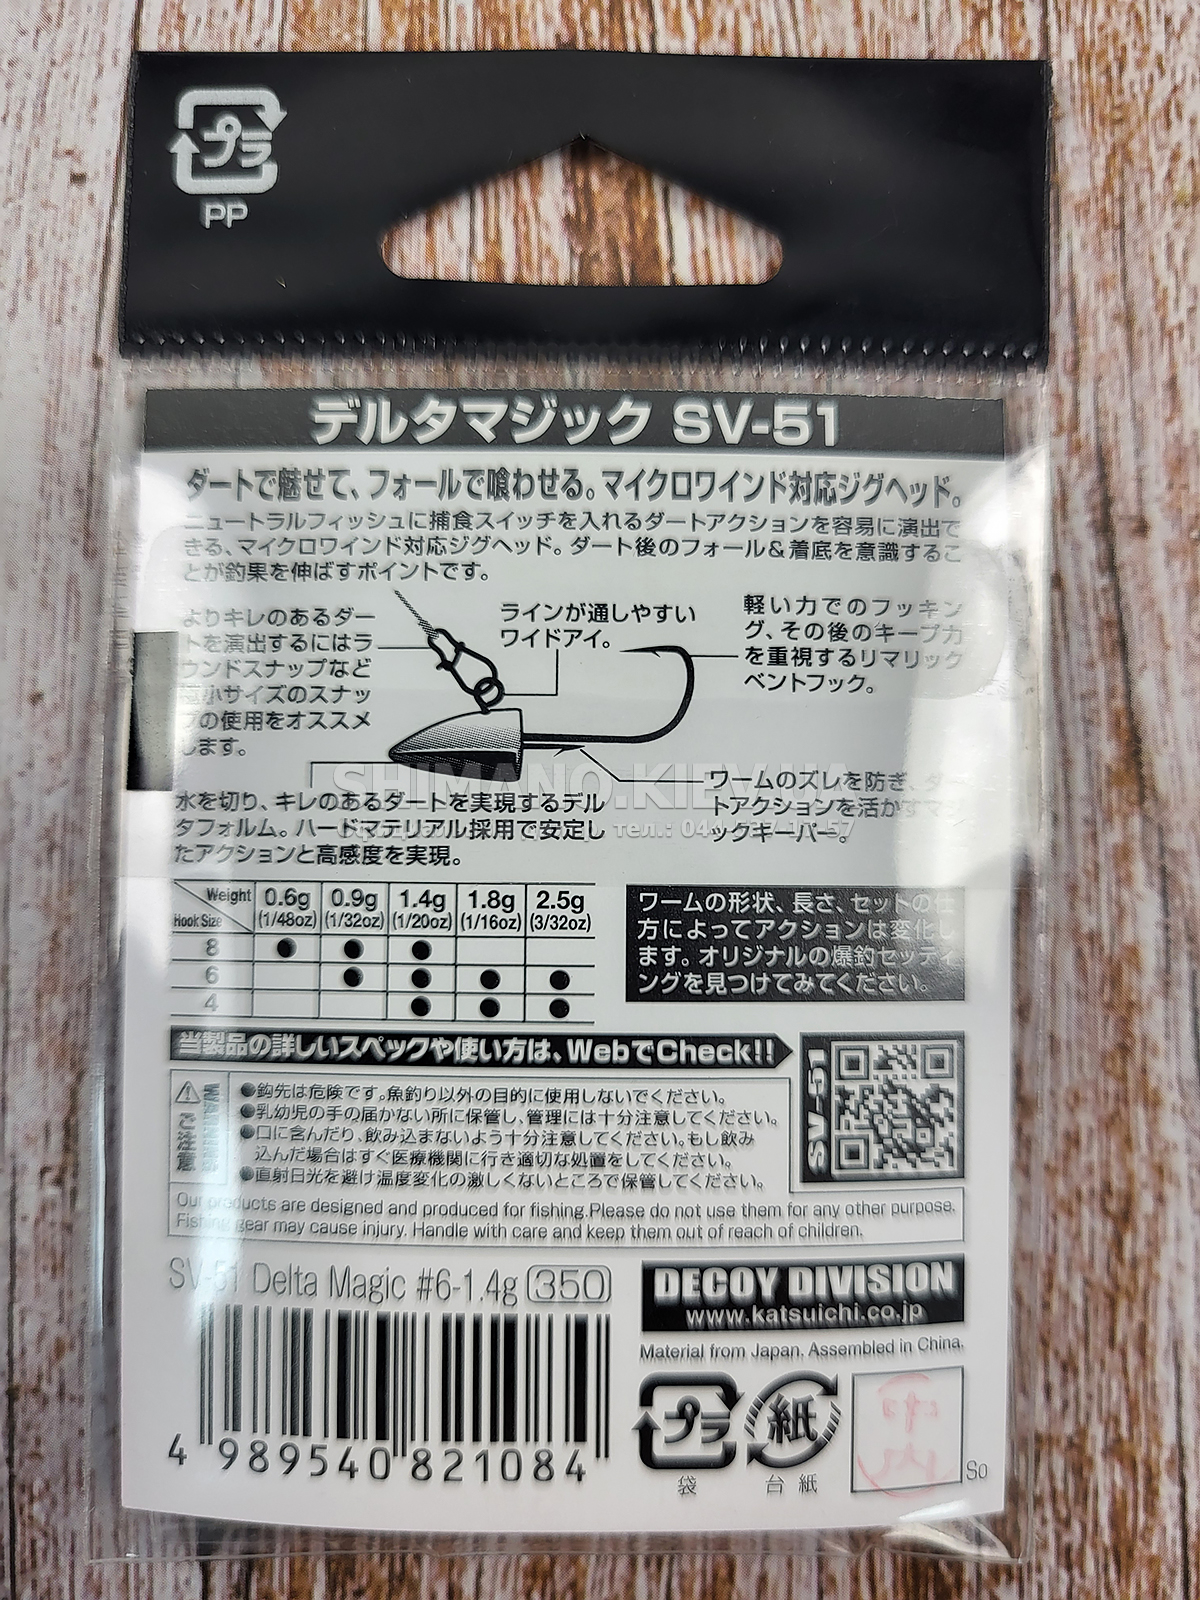 プラ
PP
デルタマジック SV-51
ダートで魅せて、フォールで喰わせる。マイクロワインド対応ジグヘッド。
ニュートラルフィッシュに捕食スイッチを入れるダートアクションを容易に演出で
きる、マイクロワインド対応ジグヘッド。ダート後のフォール&着底を意識するこ
とが釣果を伸ばすポイントです。
よりキレのあるダー
トを演出するにはラ
ウンドスナップなど
極小サイズのスナッ
プの使用をオススメ
します。
ラインが通しやすい
ワイドアイ。
軽い力でのフッキン
グ、その後のキープ力
を重視するリマリック
ベントフック。
水を切り、キレのあるダートを実現するデル
タフォルム。ハードマテリアル採用で安定し
たアクションと高感度を実現。
ワームのズレを防ぎ、ダー
トアクションを活かすマジ
ックキーパー。
SHIMANO.KIEV.UA
тел.:
Weight 0.6g 0.9g 1.4g 1.8g 2.5g
Hook Size (1/48oz) (1/32oz) (1/20oz) (1/16oz) (3/32oz)
8 ● ● ●
6 ● ● ● ●
4 ● ● ●
ワームの形状、長さ、セットの仕
方によってアクションは変化し
ます。オリジナルの爆釣セッティ
ングを見つけてみてください。
当製品の詳しいスペックや使い方は、WebでCheck!!
SV-51
WARNING
ご注意
●鈎先は危険です。魚釣り以外の目的に使用しないでください。
●乳幼児の手の届かない所に保管し、管理には十分注意してください。
●口に含んだり、飲み込まないよう十分注意してください。もし飲み
込んだ場合はすぐ医療機関に行き適切な処置をしてください。
●直射日光を避け温度変化の激しくないところで保管してください。
Our products are designed and produced for fishing.Please do not use them for any other purpose.
Fishing gear may cause injury. Handle with care and keep them out of reach of children.
SV-51 Delta Magic #6-1.4g 350
4 989540 821084
DECOY DIVISION
www.katsuichi.co.jp
Material from Japan, Assembled in China.
プラ
袋
紙
台紙
So